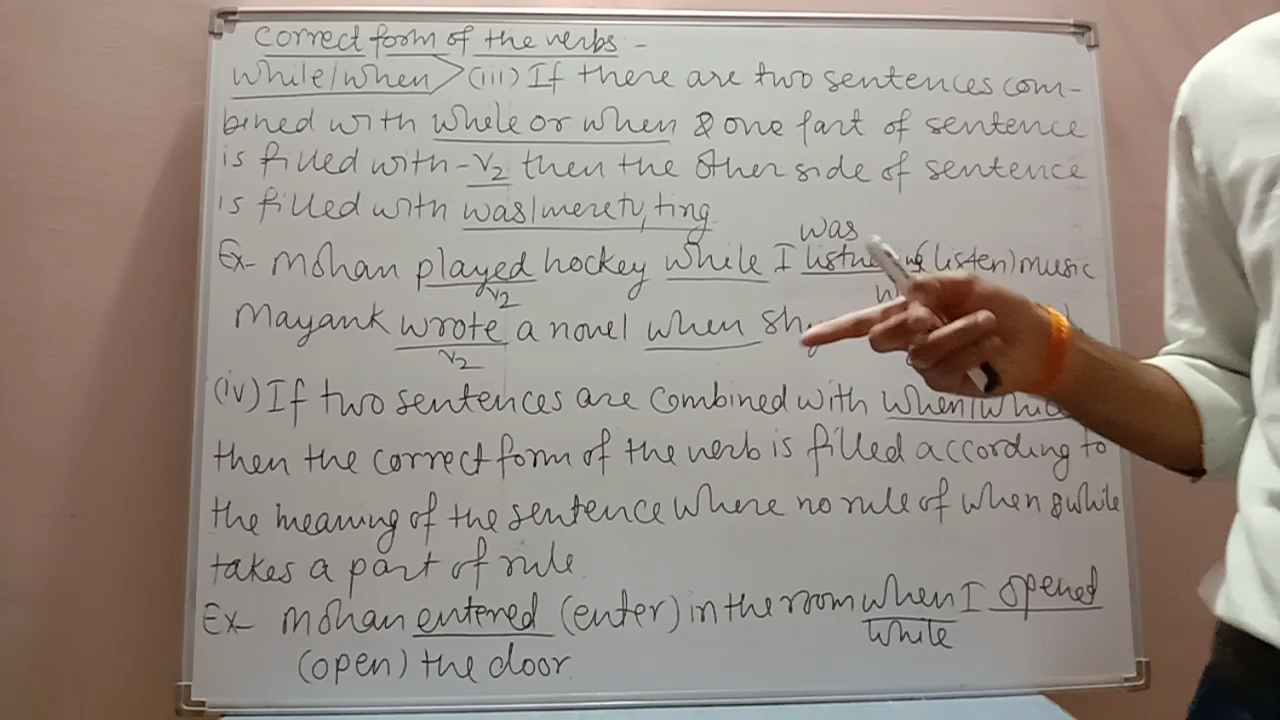 correct form of the verbs -
while/when> (iii) If there are two sentences com-
bined with while or when & one part of sentence
is filled with - V2 then the other side of sentence
is filled with was/were+v1+ing
was
Ex- Mohan played hockey while I (listen) music
V2
Mayank wrote a novel when
V2
(iv) If two sentences are combined with when/
then the correct form of the verb is filled according to
the meaning of the sentence where no rule of when & while
takes a part of rule
Ex- Mohan entered (enter) in the room when I opened
while
(open) the door